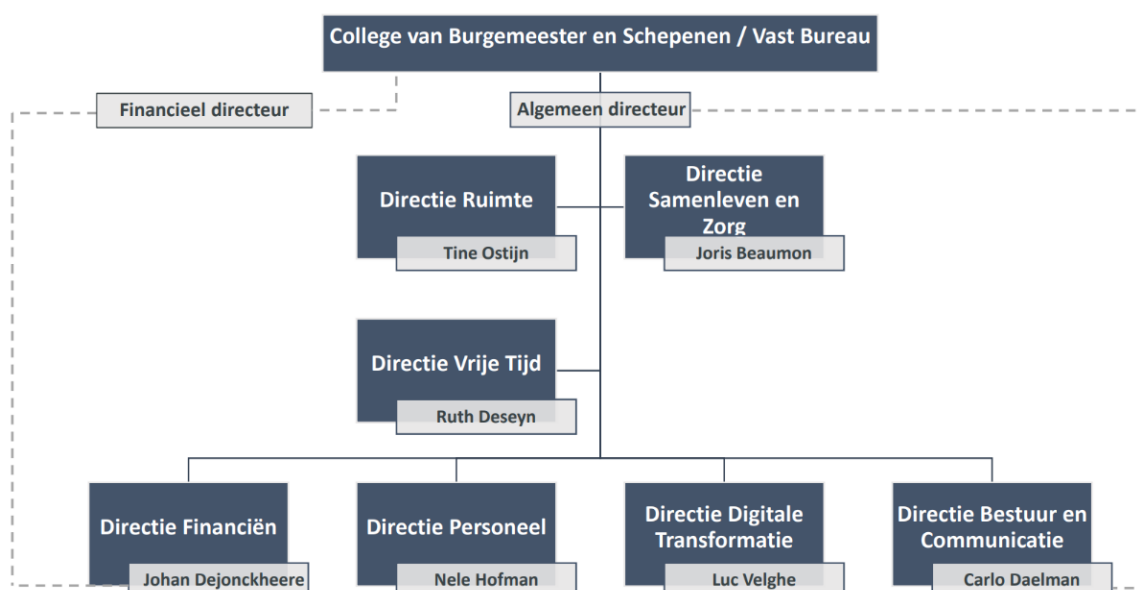 College van Burgemeester en Schepenen / Vast Bureau
Financieel directeur
Algemeen directeur
Directie Ruimte
Tine Ostijn
Directie
Samenleven en
Zorg
Joris Beaumon
Directie Vrije Tijd
Ruth Deseyn
Directie Financiën
Johan Dejonckheere
Directie Personeel
Nele Hofman
Directie Digitale
Transformatie
Luc Velghe
Directie Bestuur en
Communicatie
Carlo Daelman